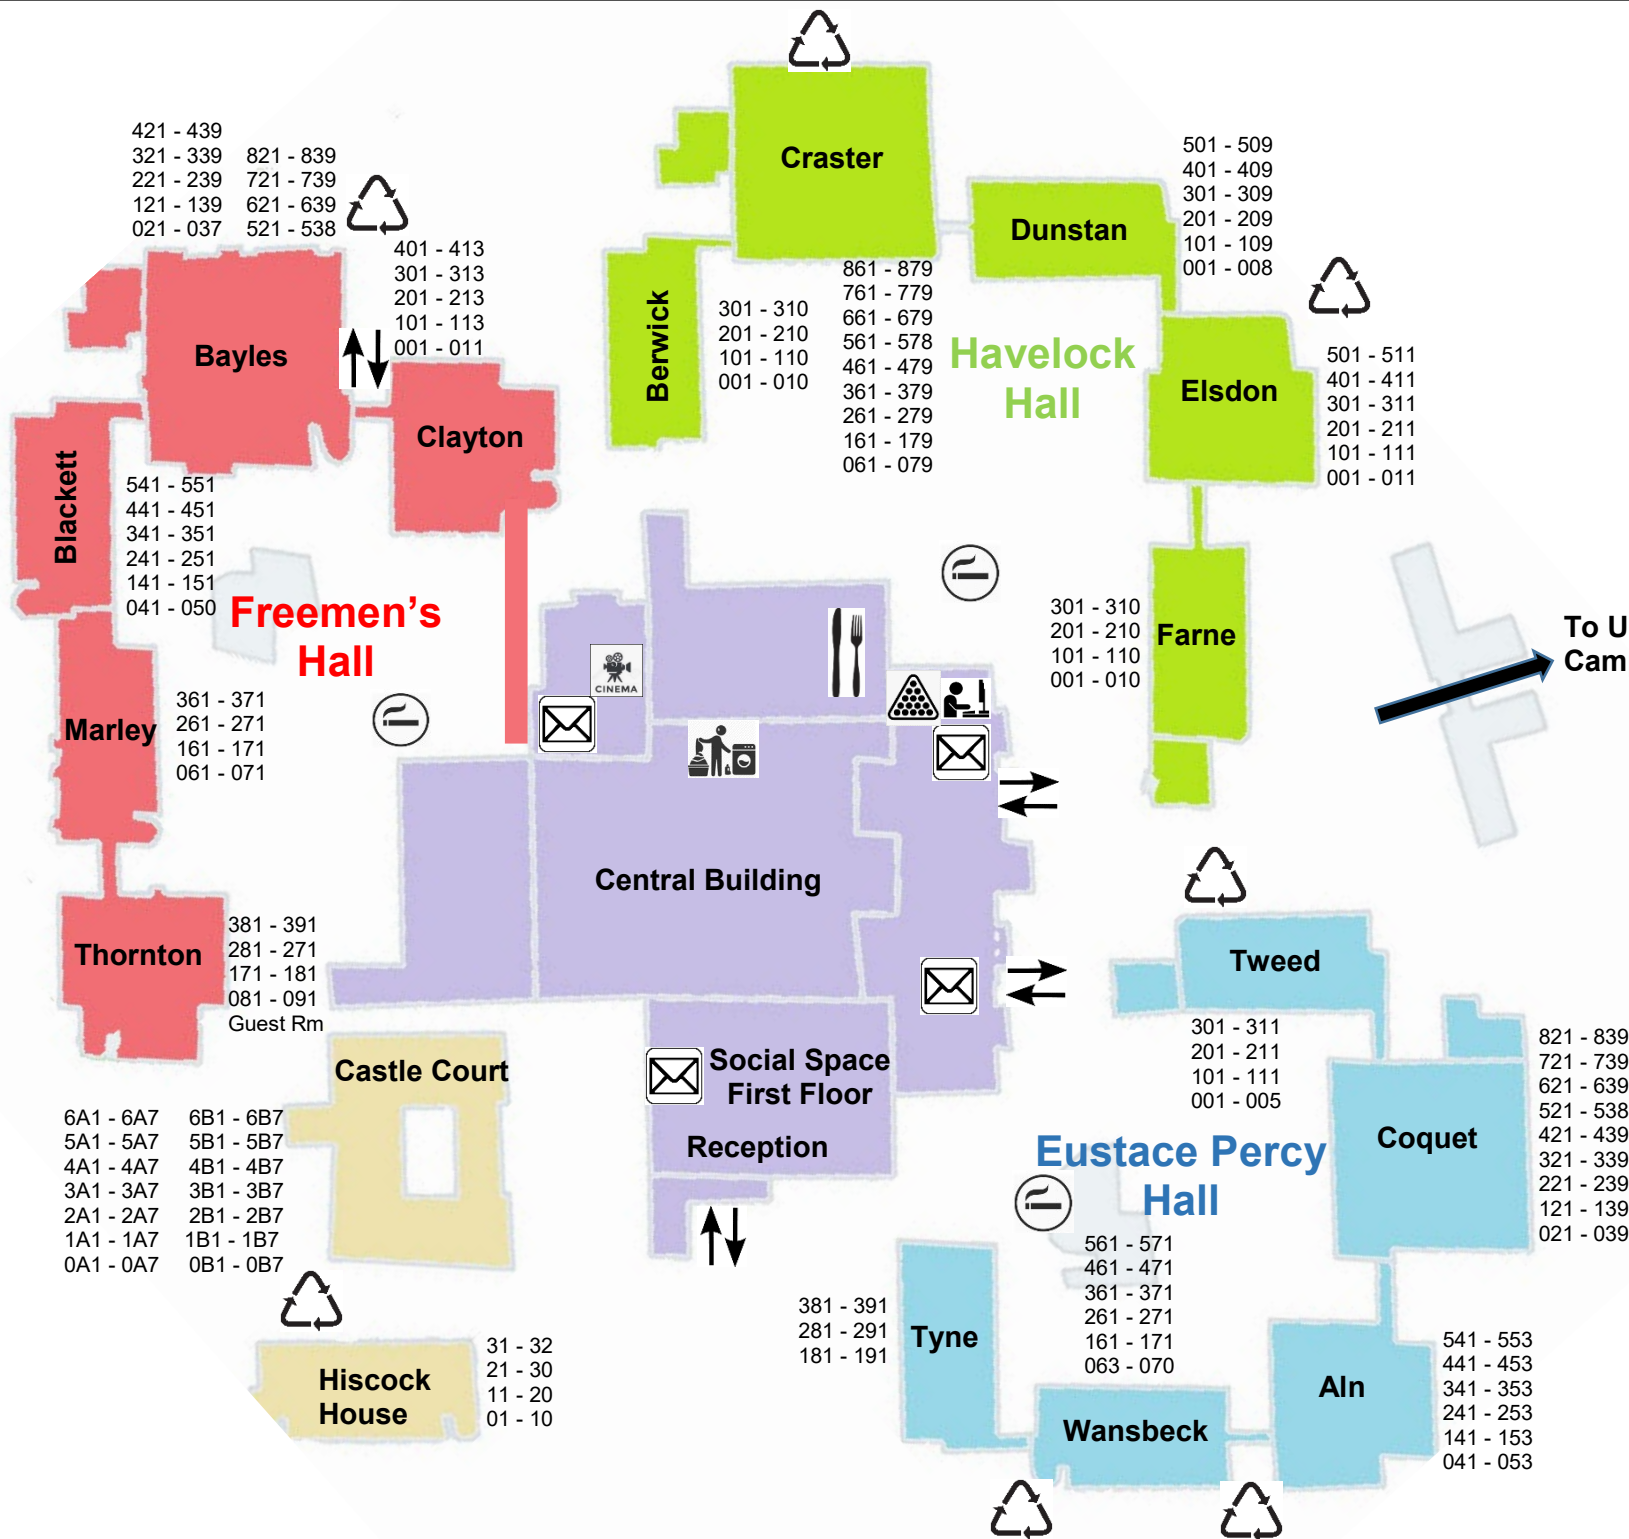 Craster
421 - 439
321 - 339
221 - 239
121 - 139
021 - 037
821 - 839
721 - 739
621 - 639
521 - 538
401 - 413
301 - 313
201 - 213
101 - 113
001 - 011
Bayles
Clayton
Blackett
541 - 551
441 - 451
341 - 351
241 - 251
141 - 151
041 - 050
Freemen's
Hall
Marley
361 - 371
261 - 271
161 - 171
061 - 071
Thornton
381 - 391
281 - 271
171 - 181
081 - 091
Guest Rm
Dunstan
501 - 509
401 - 409
301 - 309
201 - 209
101 - 109
001 - 008
Berwick
301 - 310
201 - 210
101 - 110
001 - 010
861 - 879
761 - 779
661 - 679
561 - 578
461 - 479
361 - 379
261 - 279
161 - 179
061 - 079
Havelock
Hall
Elsdon
501 - 511
401 - 411
301 - 311
201 - 211
101 - 111
001 - 011
Farne
301 - 310
201 - 210
101 - 110
001 - 010
To U
Cam
CINEMA
Central Building
Social Space
First Floor
Reception
Castle Court
6A1 - 6A7 6B1 - 6B7
5A1 - 5A7 5B1 - 5B7
4A1 - 4A7 4B1 - 4B7
3A1 - 3A7 3B1 - 3B7
2A1 - 2A7 2B1 - 2B7
1A1 - 1A7 1B1 - 1B7
0A1 - 0A7 0B1 - 0B7
Hiscock
House
31 - 32
21 - 30
11 - 20
01 - 10
Tweed
301 - 311
201 - 211
101 - 111
001 - 005
Coquet
821 - 839
721 - 739
621 - 639
521 - 538
421 - 439
321 - 339
221 - 239
121 - 139
021 - 039
Eustace Percy
Hall
561 - 571
461 - 471
361 - 371
261 - 271
161 - 171
063 - 070
Tyne
381 - 391
281 - 291
181 - 191
Wansbeck
Aln
541 - 553
441 - 453
341 - 353
241 - 253
141 - 153
041 - 053